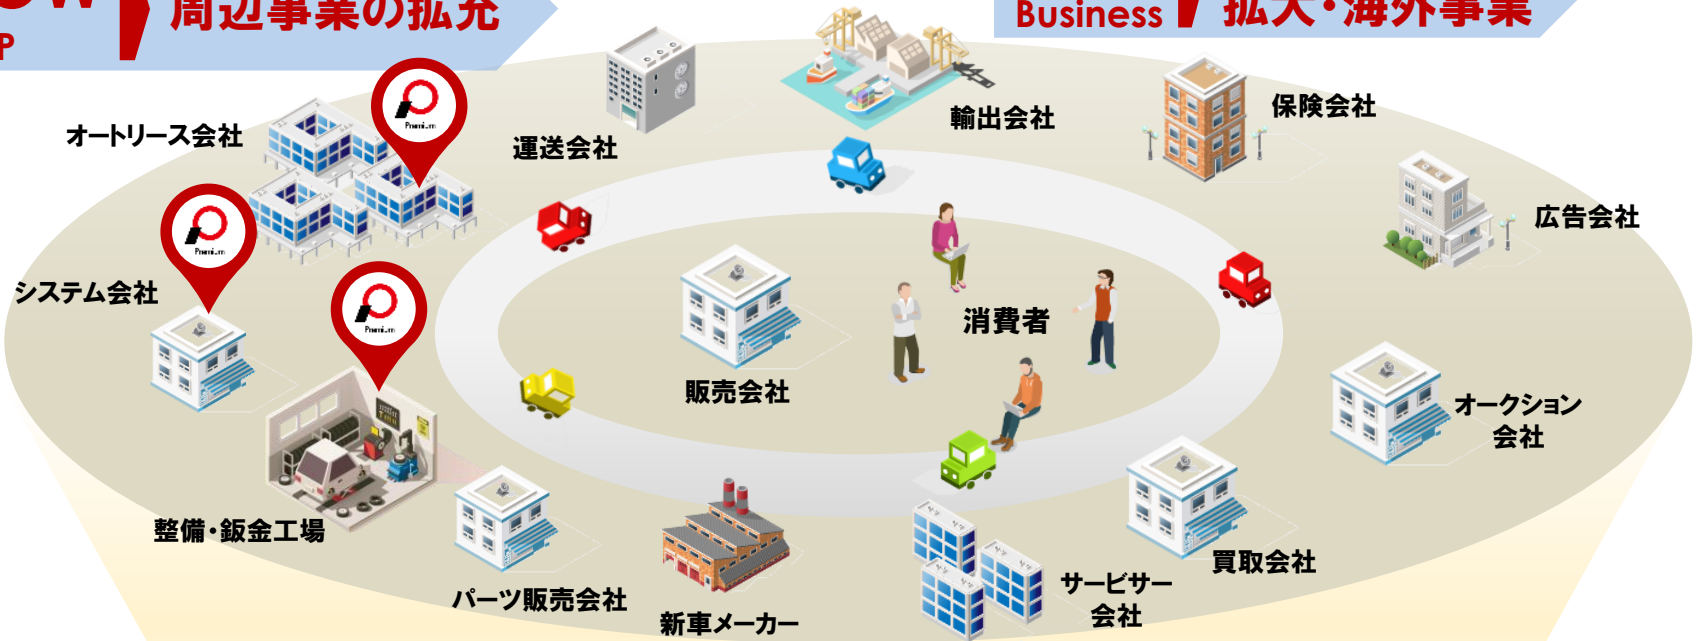 周辺事業の拡充
P
Business
拡大・海外事業
Premium
オートリース会社
運送会社
輸出会社
保険会社
Premium
広告会社
システム会社
Premium
消費者
販売会社
オークション
会社
整備・鈑金工場
買取会社
パーツ販売会社
サービサー
会社
新車メーカー